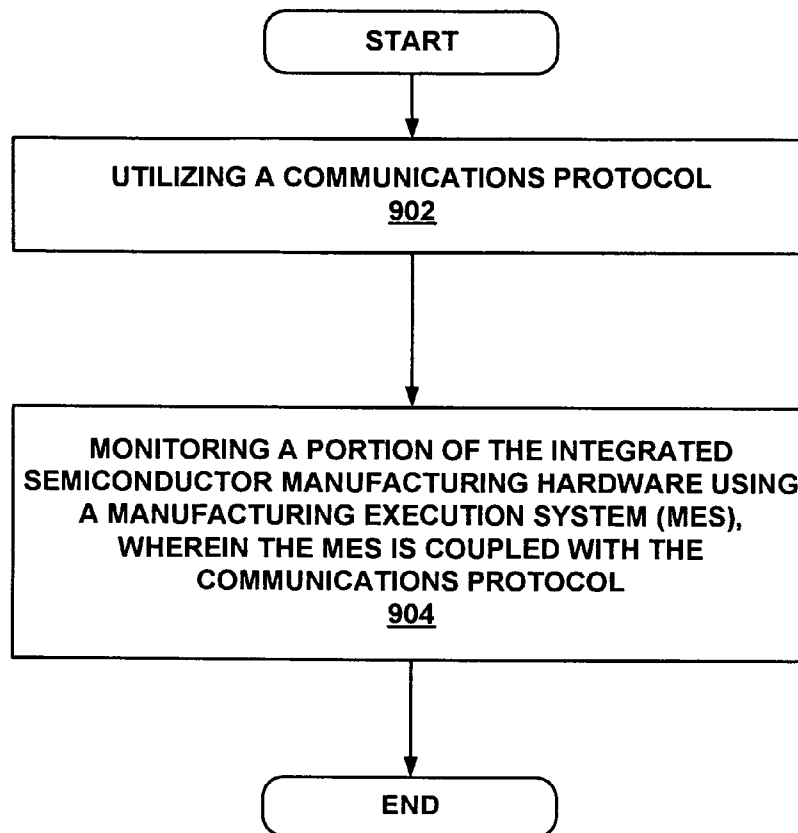 START
UTILIZING A COMMUNICATIONS PROTOCOL
902
MONITORING A PORTION OF THE INTEGRATED
SEMICONDUCTOR MANUFACTURING HARDWARE USING
A MANUFACTURING EXECUTION SYSTEM (MES),
WHEREIN THE MES IS COUPLED WITH THE
COMMUNICATIONS PROTOCOL
904
END